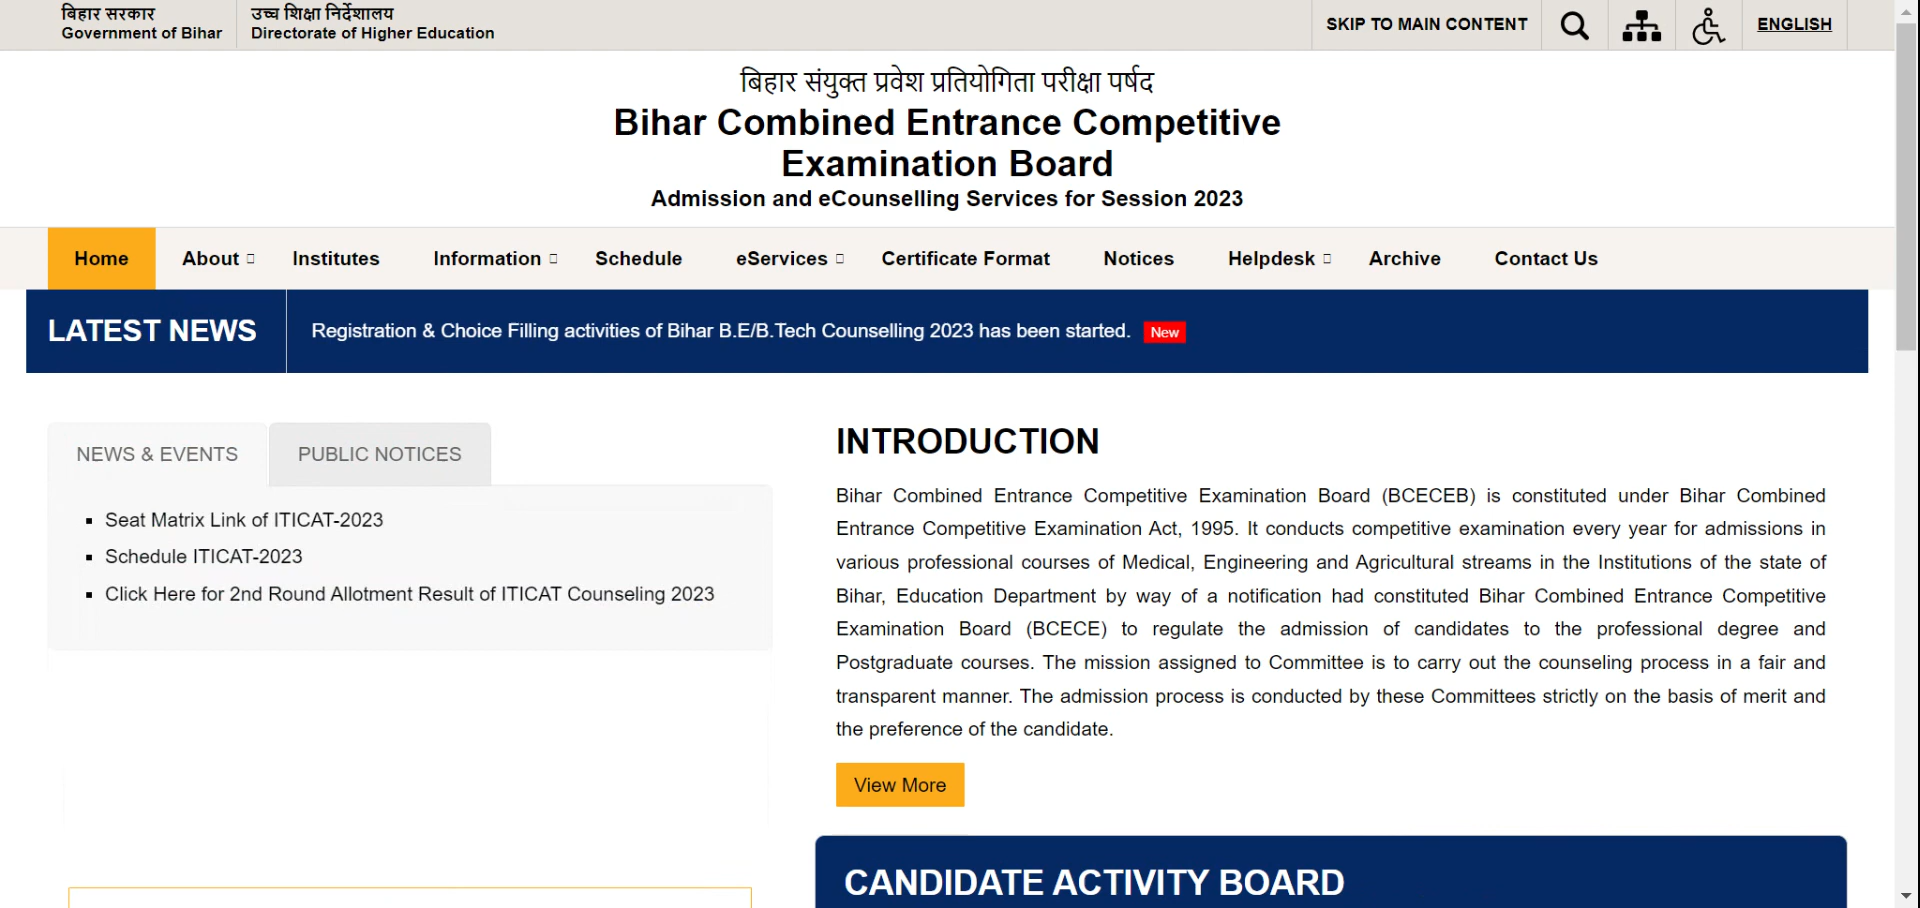 बिहार सरकार
Government of Bihar
उच्च शिक्षा निर्देशालय
Directorate of Higher Education
SKIP TO MAIN CONTENT
ENGLISH
बिहार संयुक्त प्रवेश प्रतियोगिता परीक्षा पर्षद
Bihar Combined Entrance Competitive
Examination Board
Admission and eCounselling Services for Session 2023
Home About Institutes Information Schedule eServices Certificate Format Notices Helpdesk Archive Contact Us
LATEST NEWS
Registration & Choice Filling activities of Bihar B.E/B.Tech Counselling 2023 has been started. New
NEWS & EVENTS
PUBLIC NOTICES
Seat Matrix Link of ITICAT-2023
Schedule ITICAT-2023
Click Here for 2nd Round Allotment Result of ITICAT Counseling 2023
INTRODUCTION
Bihar Combined Entrance Competitive Examination Board (BCECEB) is constituted under Bihar Combined
Entrance Competitive Examination Act, 1995. It conducts competitive examination every year for admissions in
various professional courses of Medical, Engineering and Agricultural streams in the Institutions of the state of
Bihar, Education Department by way of a notification had constituted Bihar Combined Entrance Competitive
Examination Board (BCECE) to regulate the admission of candidates to the professional degree and
Postgraduate courses. The mission assigned to Committee is to carry out the counseling process in a fair and
transparent manner. The admission process is conducted by these Committees strictly on the basis of merit and
the preference of the candidate.
View More
CANDIDATE ACTIVITY BOARD